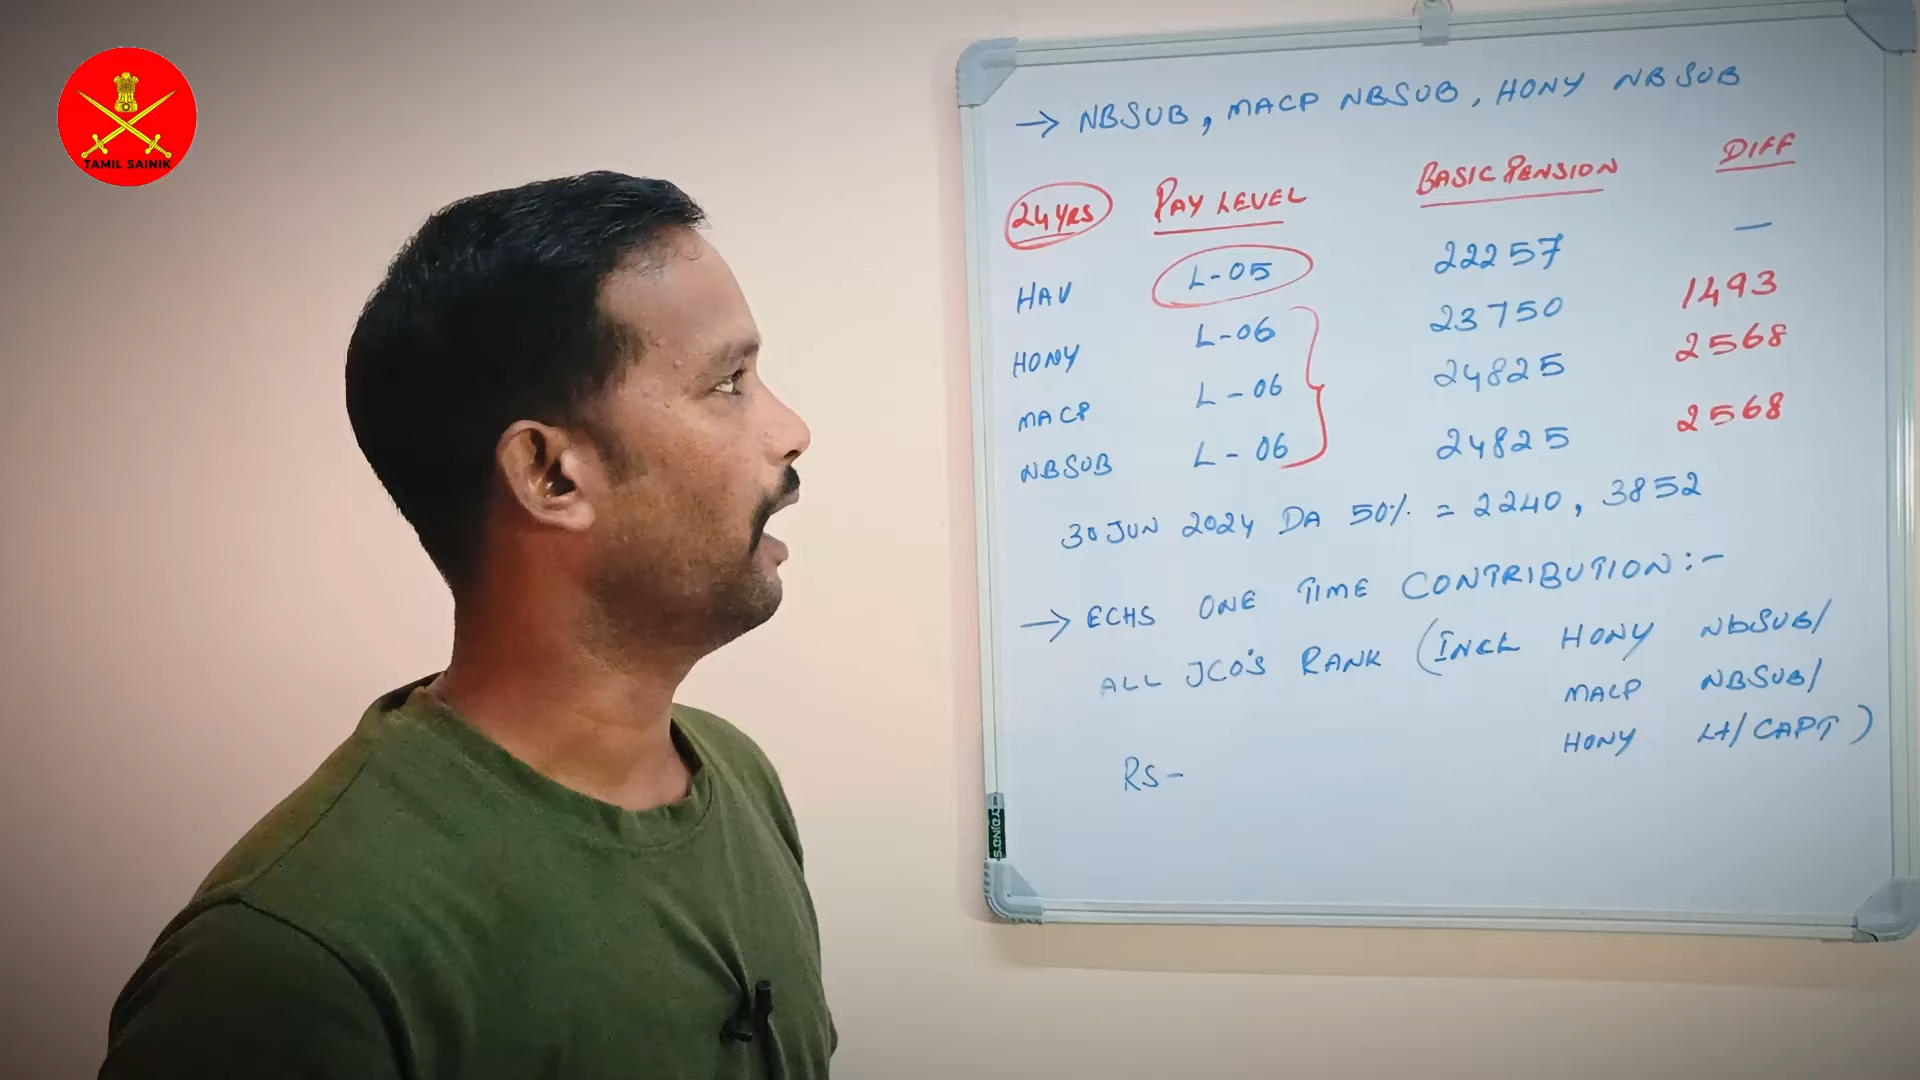 TAMIL SAINIK
→ NBSUB, MACP NBSUB, HONY NBSUB
24 YRS PAY LEVEL BASIC PENSION DIFF
HAV L-05 22257 —
HONY L-06 23750 1493
MACP L-06 24825 2568
NBSUB L-06 24825 2568
30 JUN 2024 DA 50% = 2240, 3852
→ ECHS ONE TIME CONTRIBUTION:-
ALL JCO'S RANK (INCL HONY NBSUB/
MACP NBSUB/
HONY Lt/CAPT)
RS-